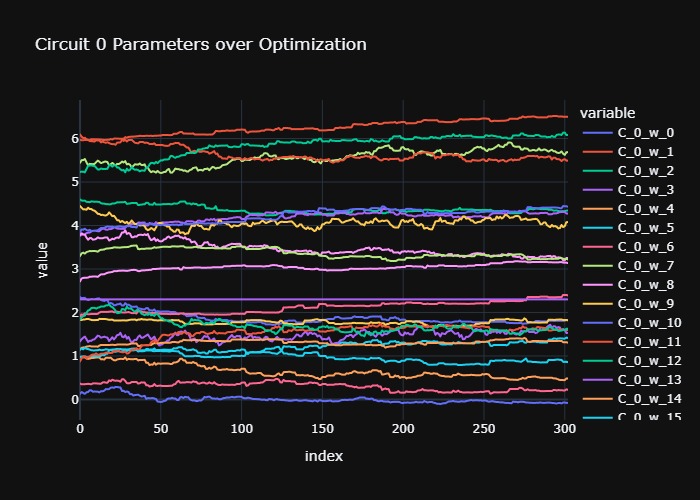 Circuit 0 Parameters over Optimization
variable
C_0_w_0
C_0_w_1
C_0_w_2
C_0_w_3
C_0_w_4
C_0_w_5
C_0_w_6
C_0_w_7
C_0_w_8
C_0_w_9
C_0_w_10
C_0_w_11
C_0_w_12
C_0_w_13
C_0_w_14
C_0_w_15
value
6
5
4
3
2
1
0
0 50 100 150 200 250 300
index